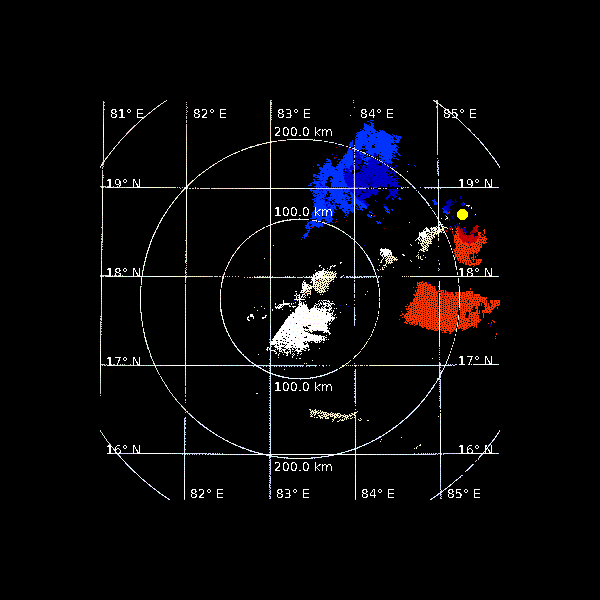 81° E 82° E 83° E 84° E 85° E
200.0 km
19° N 19° N
100.0 km
18° N 18° N
17° N 17° N
100.0 km
16° N 16° N
200.0 km
82° E 83° E 84° E 85° E